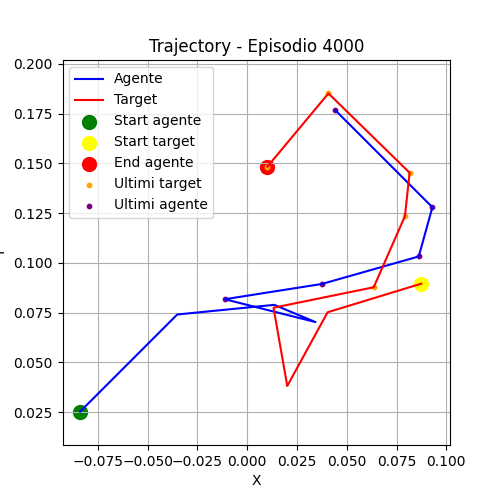 Trajectory - Episodio 4000
0.200
0.175
0.150
0.125
0.100
0.075
0.050
0.025
Agente
Target
Start agente
Start target
End agente
Ultimi target
Ultimi agente
−0.075 −0.050 −0.025 0.000 0.025 0.050 0.075 0.100
X